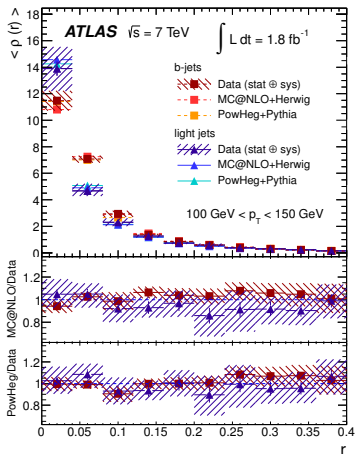 ATLAS √s = 7 TeV ∫ L dt = 1.8 fb⁻¹
< ρ (r) >
18
16
14
12
10
8
6
4
2
b-jets
Data (stat ⊕ sys)
MC@NLO+Herwig
PowHeg+Pythia
light jets
Data (stat ⊕ sys)
MC@NLO+Herwig
PowHeg+Pythia
100 GeV < p_T < 150 GeV
MC@NLO/Data
1.2
1
0.8
PowHeg/Data
1.2
1
0.8
0 0.05 0.1 0.15 0.2 0.25 0.3 0.35 0.4
r